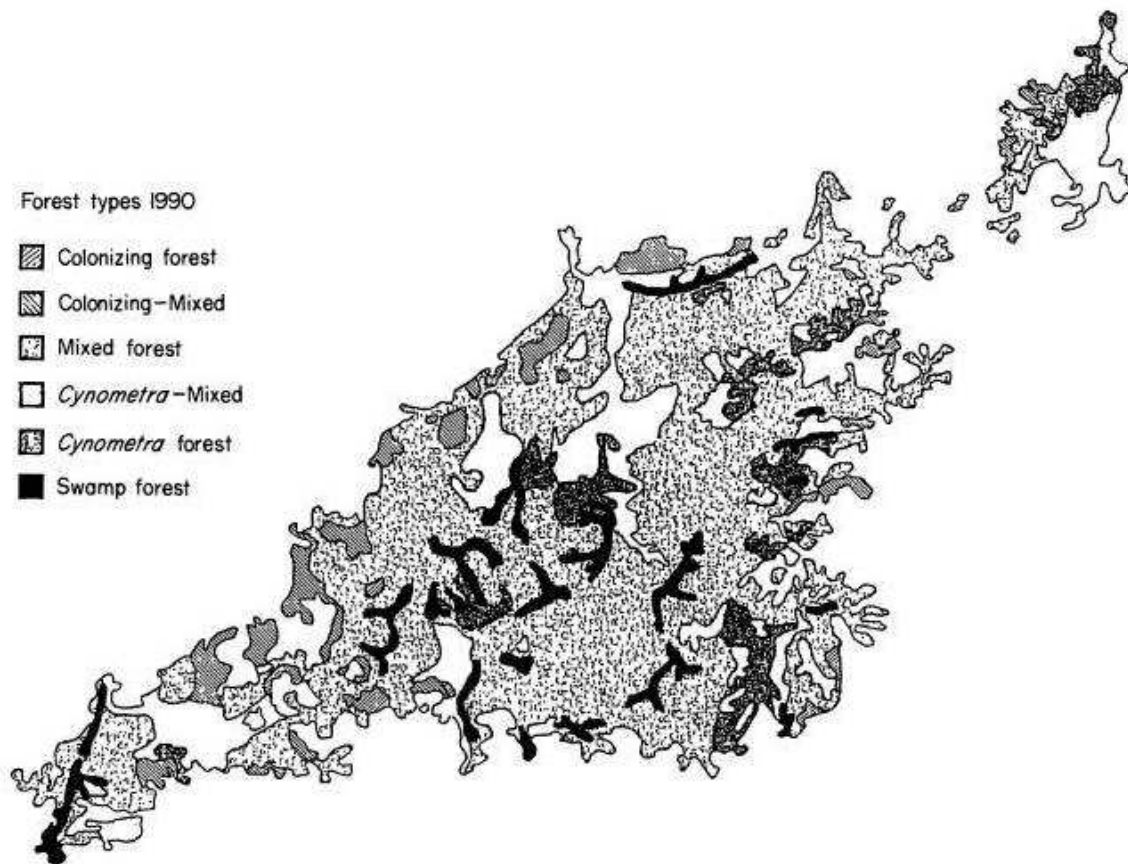 Forest types 1990
Colonizing forest
Colonizing-Mixed
Mixed forest
Cynometra-Mixed
Cynometra forest
Swamp forest